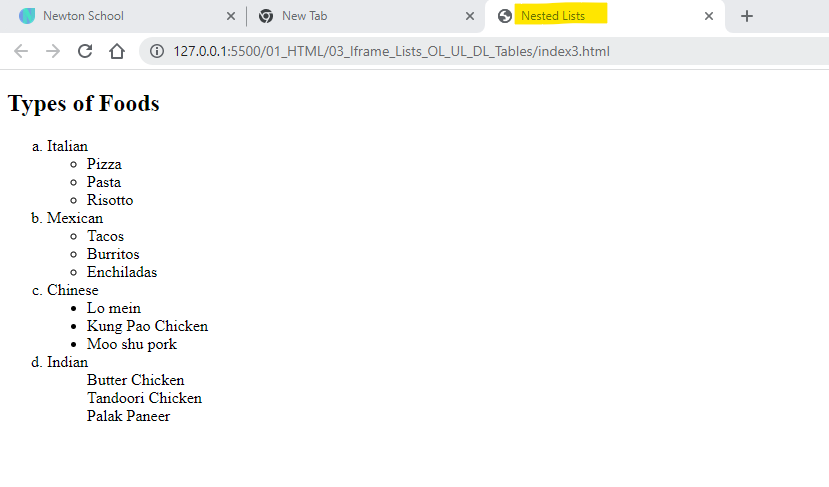 Newton School
New Tab
Nested Lists
127.0.0.1:5500/01_HTML/03_Iframe_Lists_OL_UL_DL_Tables/index3.html
Types of Foods
a. Italian
Pizza
Pasta
Risotto
b. Mexican
Tacos
Burritos
Enchiladas
c. Chinese
Lo mein
Kung Pao Chicken
Moo shu pork
d. Indian
Butter Chicken
Tandoori Chicken
Palak Paneer